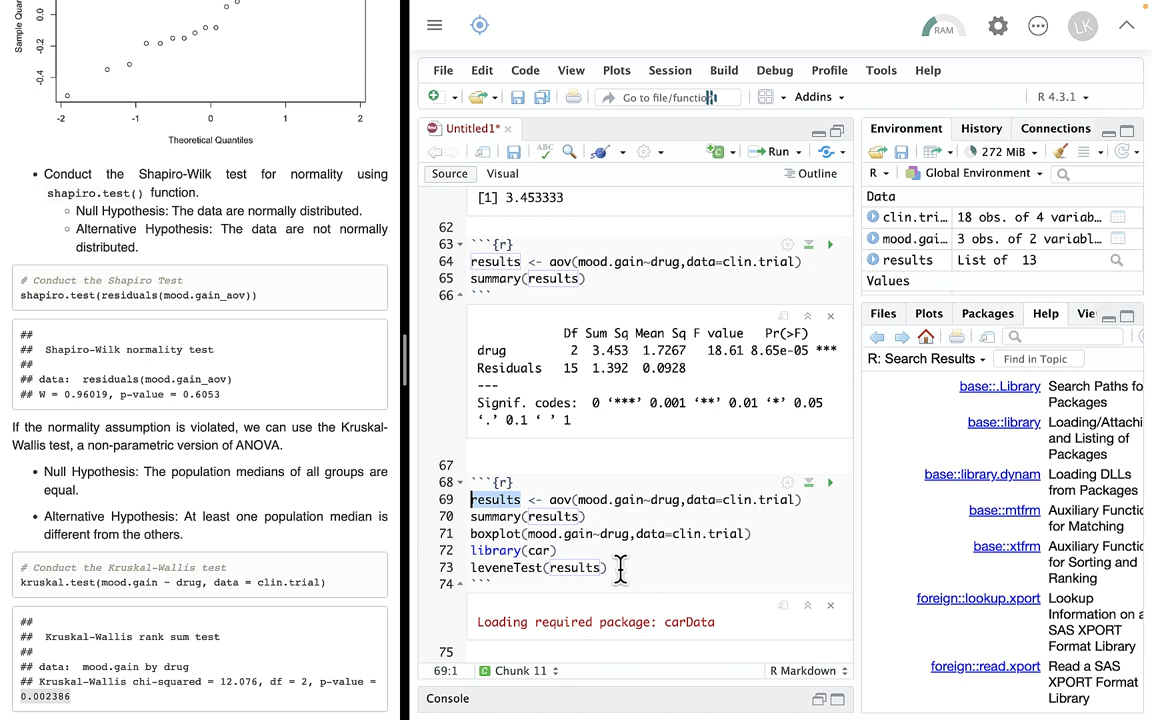 Sample Quan
0.0
-0.2
-0.4
-2
-1
0
1
2
Theoretical Quantiles
• Conduct the Shapiro-Wilk test for normality using
shapiro.test() function.
Null Hypothesis: The data are normally distributed.
Alternative Hypothesis: The data are not normally
distributed.
# Conduct the Shapiro Test
shapiro.test(residuals(mood.gain_aov))
##
## Shapiro-Wilk normality test
##
## data: residuals(mood.gain_aov)
## W = 0.96019, p-value = 0.6053
If the normality assumption is violated, we can use the Kruskal-
Wallis test, a non-parametric version of ANOVA.
• Null Hypothesis: The population medians of all groups are
equal.
• Alternative Hypothesis: At least one population median is
different from the others.
# Conduct the Kruskal-Wallis test
kruskal.test(mood.gain ~ drug, data = clin.trial)
##
## Kruskal-Wallis rank sum test
##
## data: mood.gain by drug
## Kruskal-Wallis chi-squared = 12.076, df = 2, p-value =
0.002386
RAM
LK
File Edit Code View Plots Session Build Debug Profile Tools Help
Go to file/functio
Addins
R 4.3.1
Untitled1*
ABC
Run
Source Visual
Outline
[1] 3.453333
62
63 ```{r}
64 results <- aov(mood.gain~drug,data=clin.trial)
65 summary(results)
66 ```
Df Sum Sq Mean Sq F value Pr(>F)
drug 2 3.453 1.7267 18.61 8.65e-05 ***
Residuals 15 1.392 0.0928
---
Signif. codes: 0 ‘***’ 0.001 ‘**’ 0.01 ‘*’ 0.05
‘.’ 0.1 ‘ ’ 1
67
68 ```{r}
69 results <- aov(mood.gain~drug,data=clin.trial)
70 summary(results)
71 boxplot(mood.gain~drug,data=clin.trial)
72 library(car)
73 leveneTest(results)
74 ```
Loading required package: carData
75
69:1 Chunk 11 R Markdown
Console
Environment History Connections
272 MiB
R Global Environment
Data
clin.tri… 18 obs. of 4 variab…
mood.gai… 3 obs. of 2 variabl…
results List of 13
Values
Files Plots Packages Help Vie
R: Search Results Find in Topic
base::.Library Search Paths fo
Packages
base::library Loading/Attachi
and Listing of
Packages
base::library.dynam Loading DLLs
from Packages
base::mtfrm Auxiliary Functic
for Matching
base::xtfrm Auxiliary Functic
for Sorting and
Ranking
foreign::lookup.xport Lookup
Information on a
SAS XPORT
Format Library
foreign::read.xport Read a SAS
XPORT Format
Library